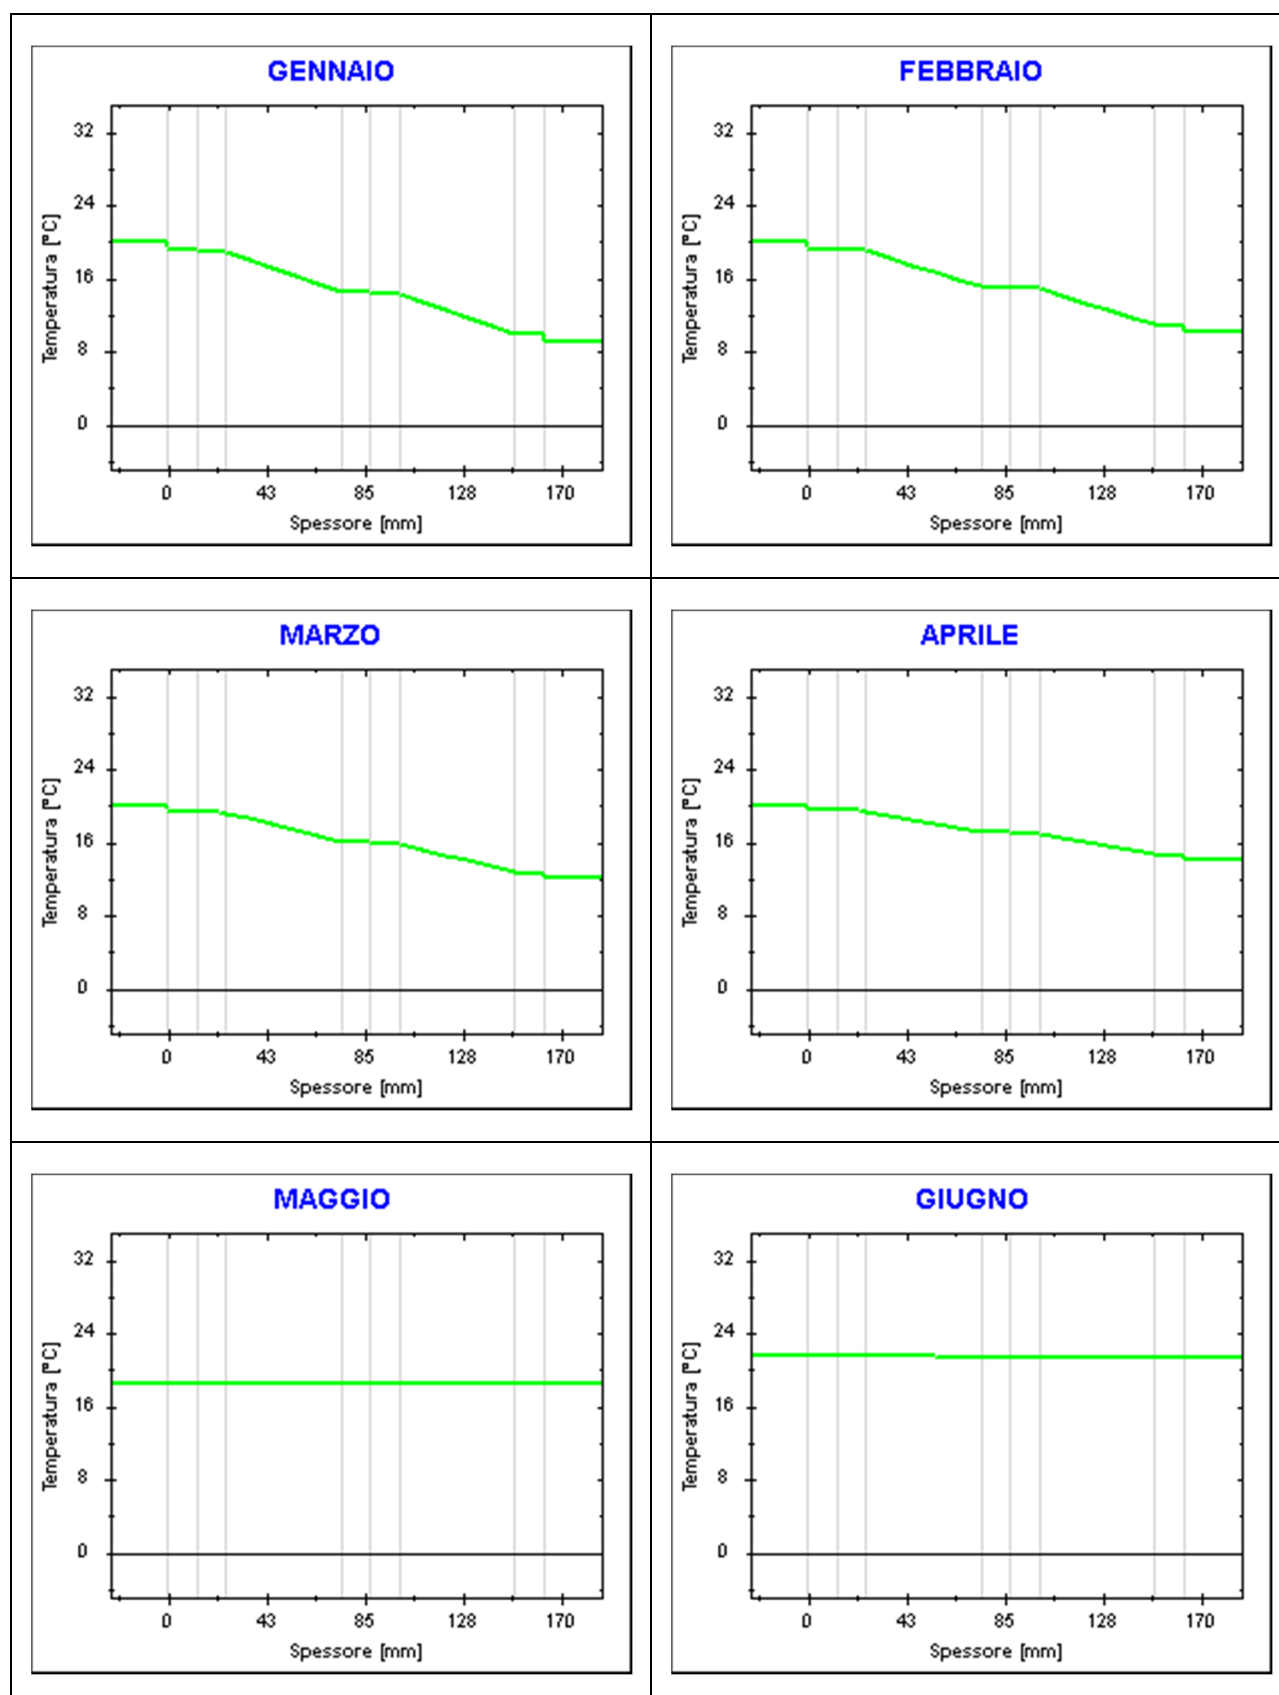 GENNAIO
32
24
16
8
0
Temperatura [°C]
0 43 85 128 170
Spessore [mm]
FEBBRAIO
32
24
16
8
0
Temperatura [°C]
0 43 85 128 170
Spessore [mm]
MARZO
32
24
16
8
0
Temperatura [°C]
0 43 85 128 170
Spessore [mm]
APRILE
32
24
16
8
0
Temperatura [°C]
0 43 85 128 170
Spessore [mm]
MAGGIO
32
24
16
8
0
Temperatura [°C]
0 43 85 128 170
Spessore [mm]
GIUGNO
32
24
16
8
0
Temperatura [°C]
0 43 85 128 170
Spessore [mm]